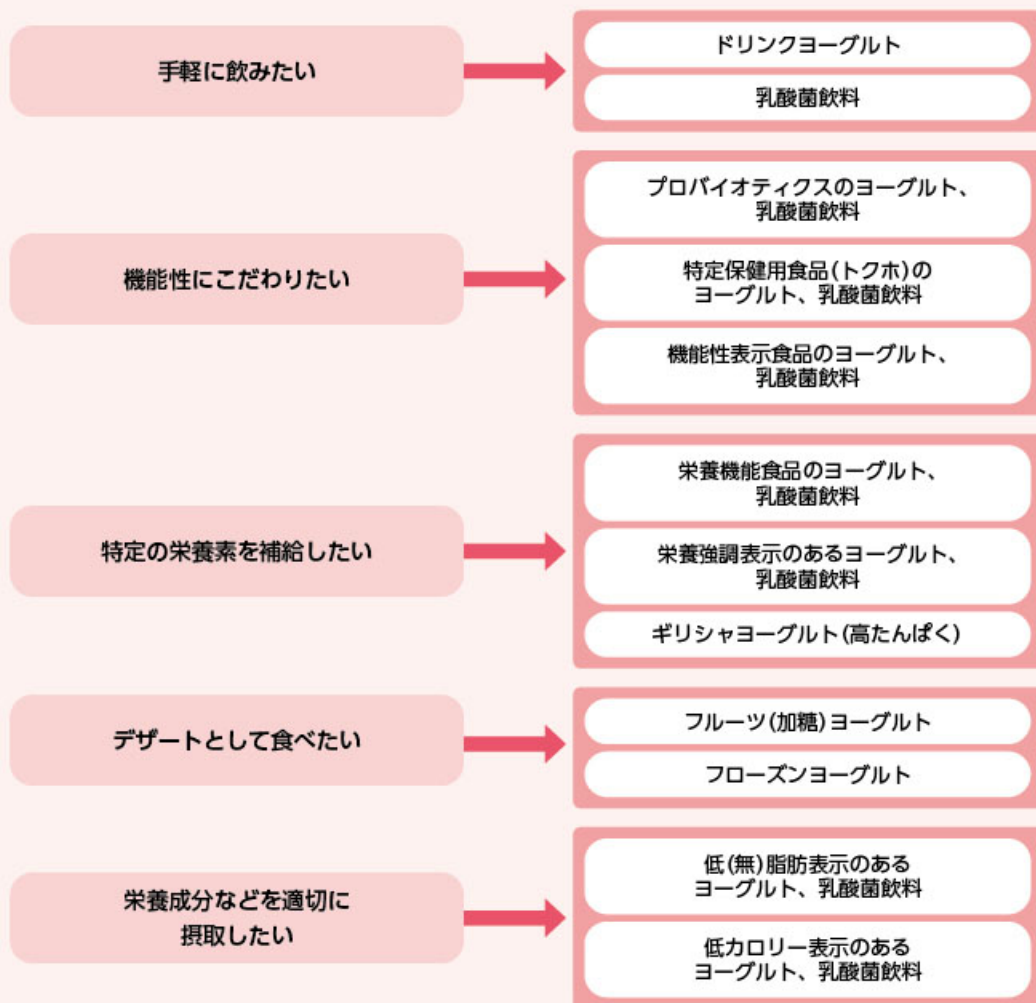 手軽に飲みたい
ドリンクヨーグルト
乳酸菌飲料
機能性にこだわりたい
プロバイオティクスのヨーグルト、
乳酸菌飲料
特定保健用食品(トクホ)の
ヨーグルト、乳酸菌飲料
機能性表示食品のヨーグルト、
乳酸菌飲料
特定の栄養素を補給したい
栄養機能食品のヨーグルト、
乳酸菌飲料
栄養強調表示のあるヨーグルト、
乳酸菌飲料
ギリシャヨーグルト(高たんぱく)
デザートとして食べたい
フルーツ(加糖)ヨーグルト
フローズンヨーグルト
栄養成分などを適切に
摂取したい
低(無)脂肪表示のある
ヨーグルト、乳酸菌飲料
低カロリー表示のある
ヨーグルト、乳酸菌飲料